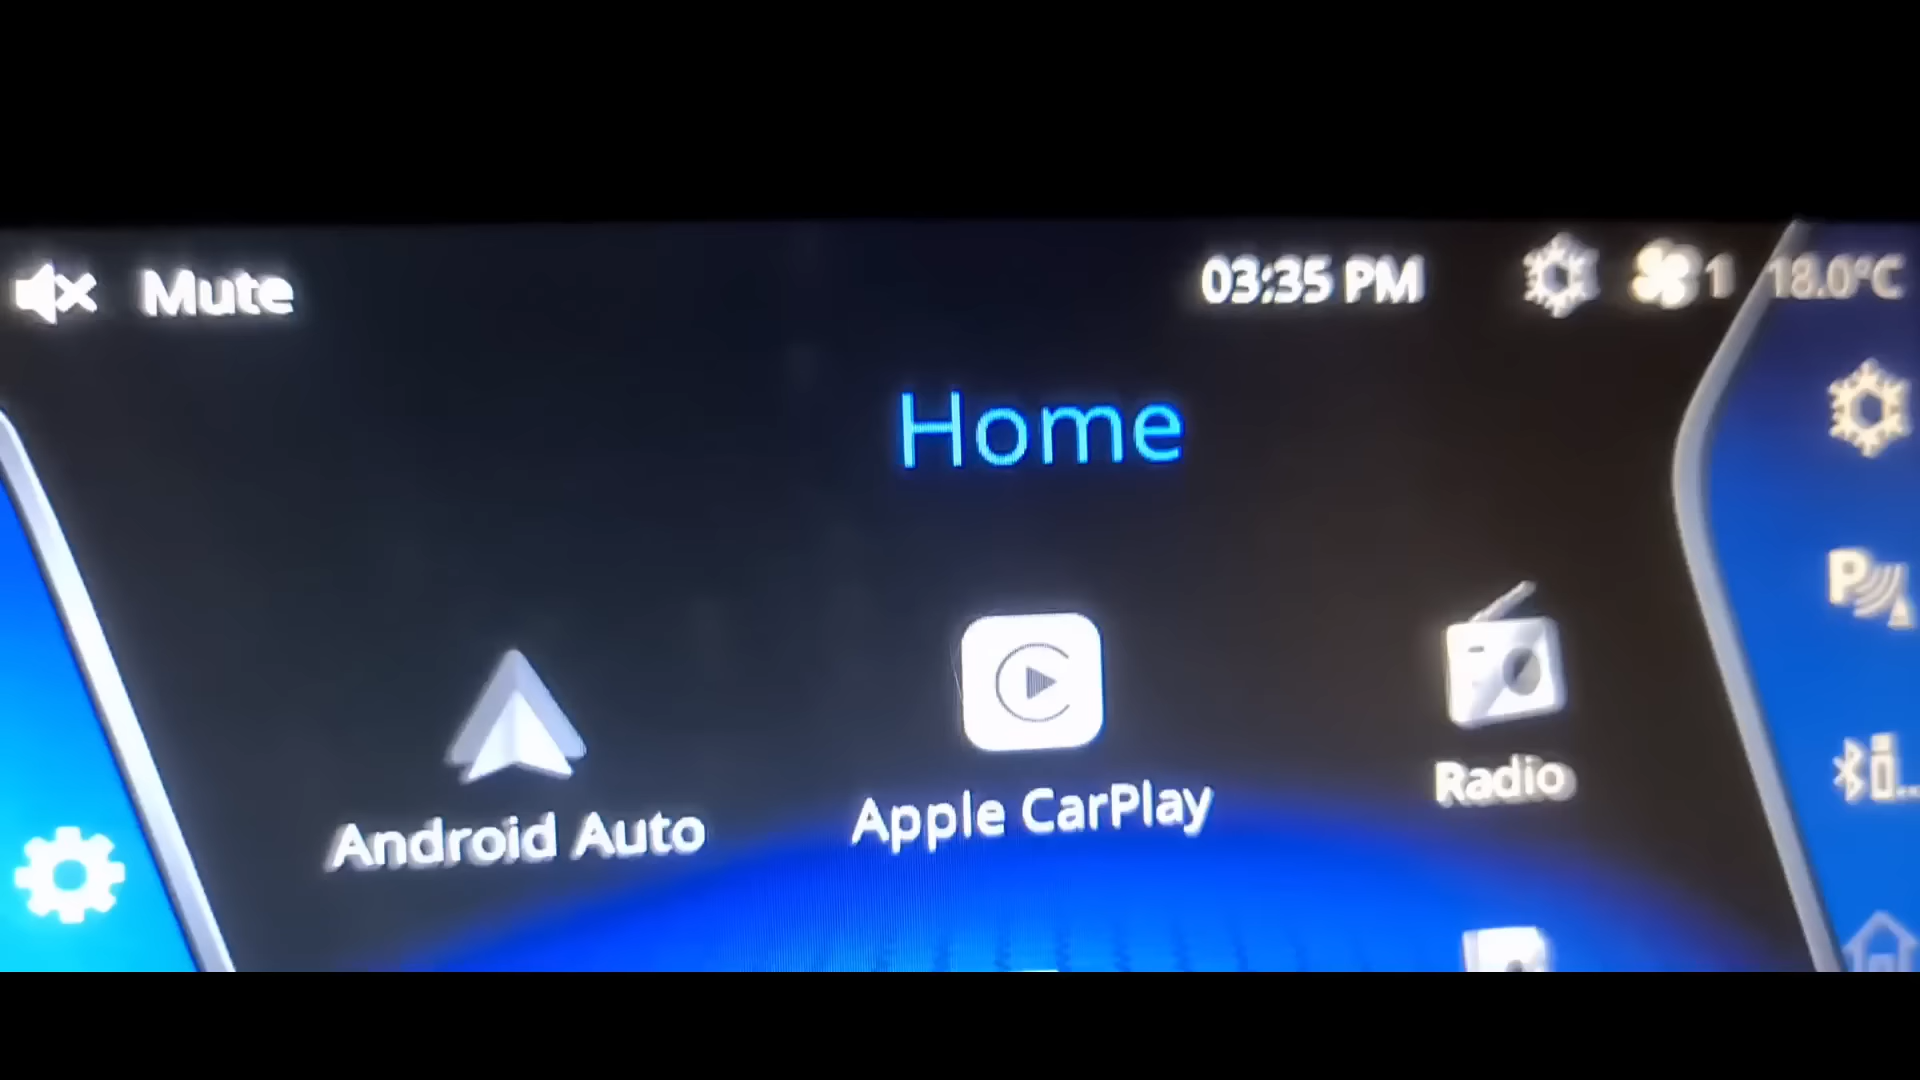 Mute
03:35 PM
1
18.0°C
Home
Android Auto
Apple CarPlay
Radio
P